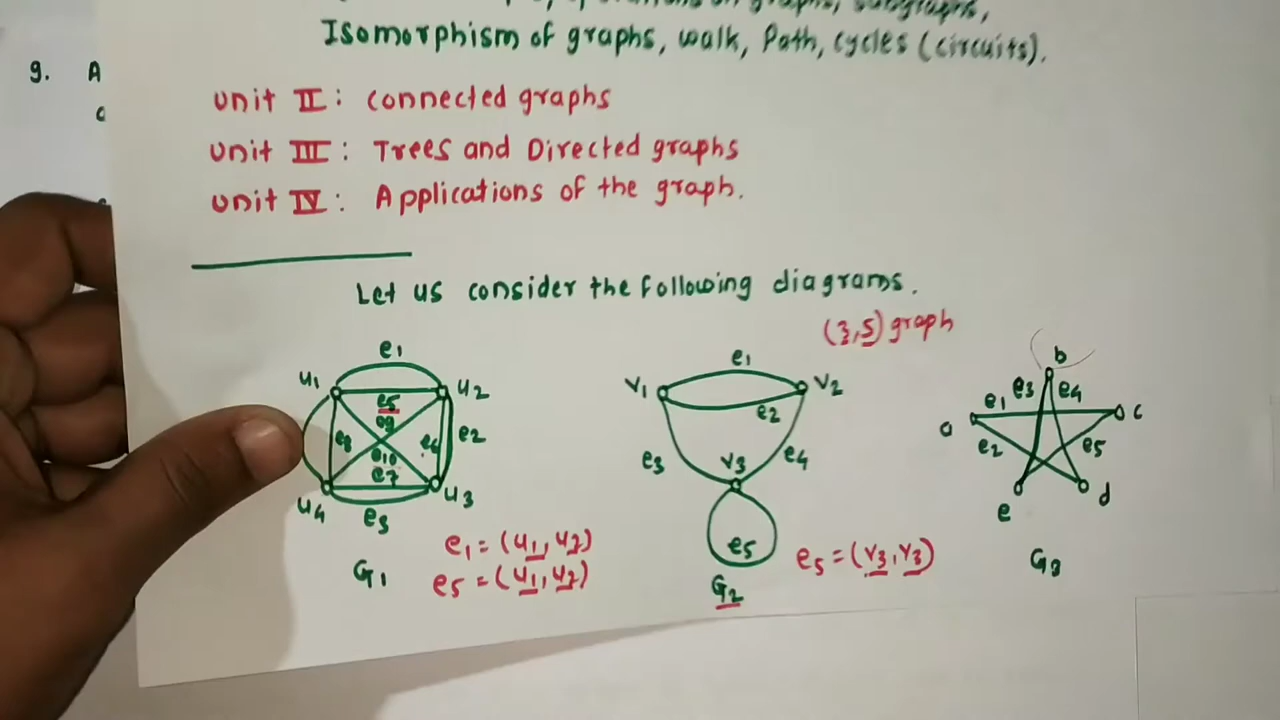 graphs, subgraphs,
Isomorphism of graphs, walk, Path, cycles (circuits).
9. A
Unit II : Connected graphs
Unit III : Trees and Directed graphs
Unit IV : Applications of the graph.
Let us consider the following diagrams.
(3,5) graph
e1
u1 u2
e5
e9
e8 e6 e2
e10
e7
u4 u3
e3
e1 = (u1, u2)
e5 = (u1, u2)
G1
e1
v1 v2
e2
e3 v3 e4
e5
e5 = (v3, v3)
G2
b
e1 e3 e4
a c
e2 e5
e d
G3